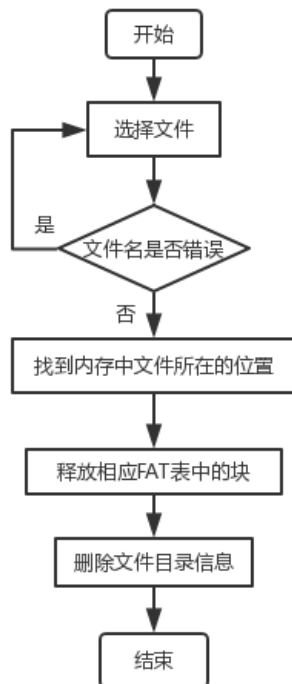 开始
选择文件
是
文件名是否错误
否
找到内存中文件所在的位置
释放相应FAT表中的块
删除文件目录信息
结束